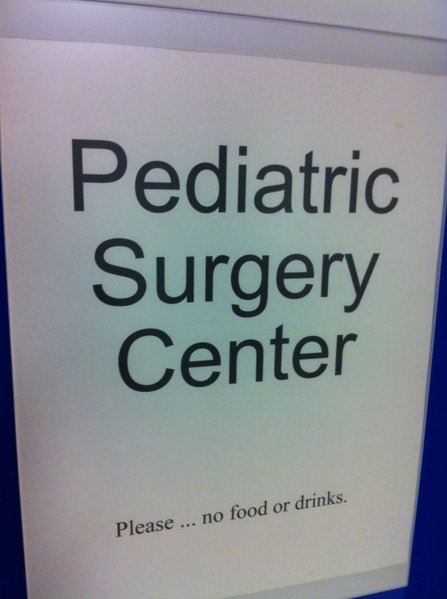 Pediatric
Surgery
Center
Please ... no food or drinks.